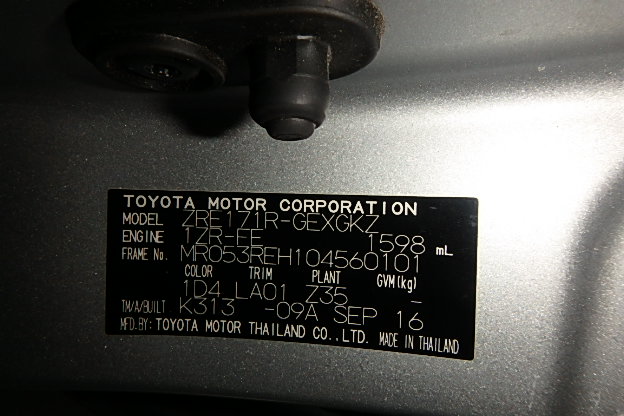 TOYOTA MOTOR CORPORATION
MODEL ZRE171R-GEXGKZ
ENGINE 1ZR-FE 1598 mL
FRAME No. MR053REH104560101
COLOR TRIM PLANT GVM(kg)
1D4 LA01 Z35 -
TM/A/BUILT K313 -09A SEP 16
MFD.BY: TOYOTA MOTOR THAILAND CO.,LTD. MADE IN THAILAND